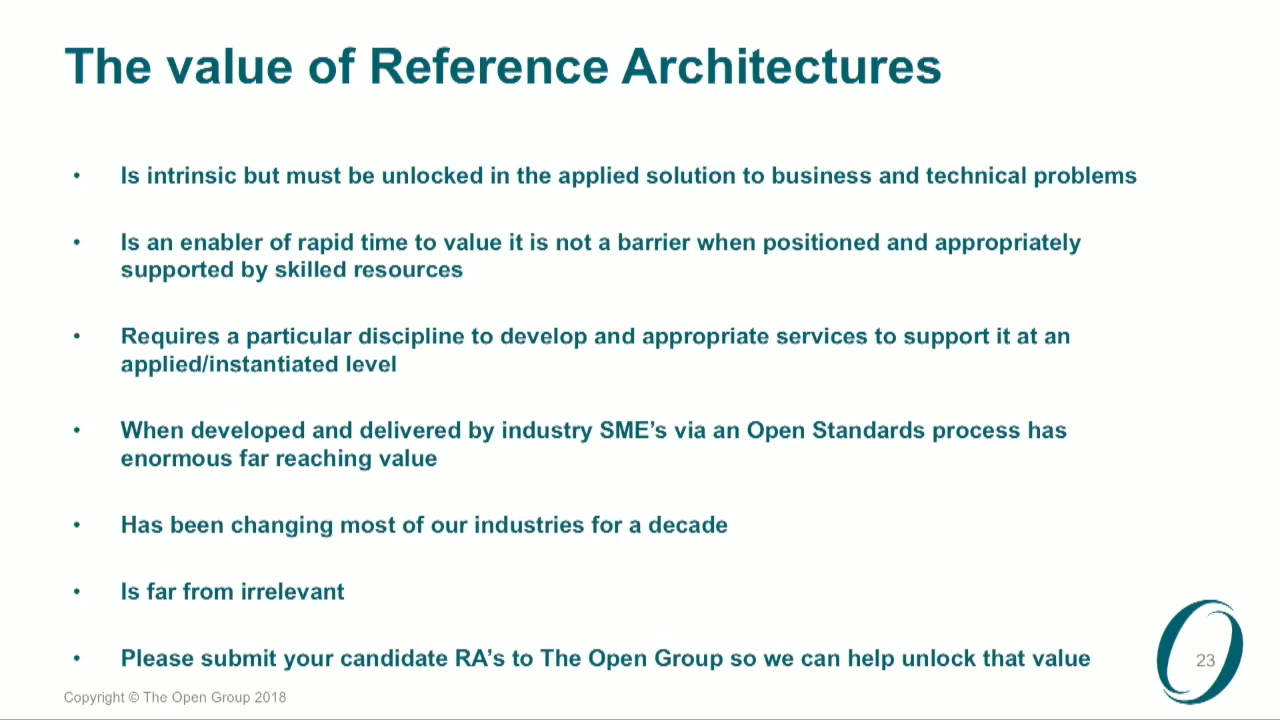 The value of Reference Architectures
• Is intrinsic but must be unlocked in the applied solution to business and technical problems
• Is an enabler of rapid time to value it is not a barrier when positioned and appropriately
supported by skilled resources
• Requires a particular discipline to develop and appropriate services to support it at an
applied/instantiated level
• When developed and delivered by industry SME’s via an Open Standards process has
enormous far reaching value
• Has been changing most of our industries for a decade
• Is far from irrelevant
• Please submit your candidate RA’s to The Open Group so we can help unlock that value
23
Copyright © The Open Group 2018